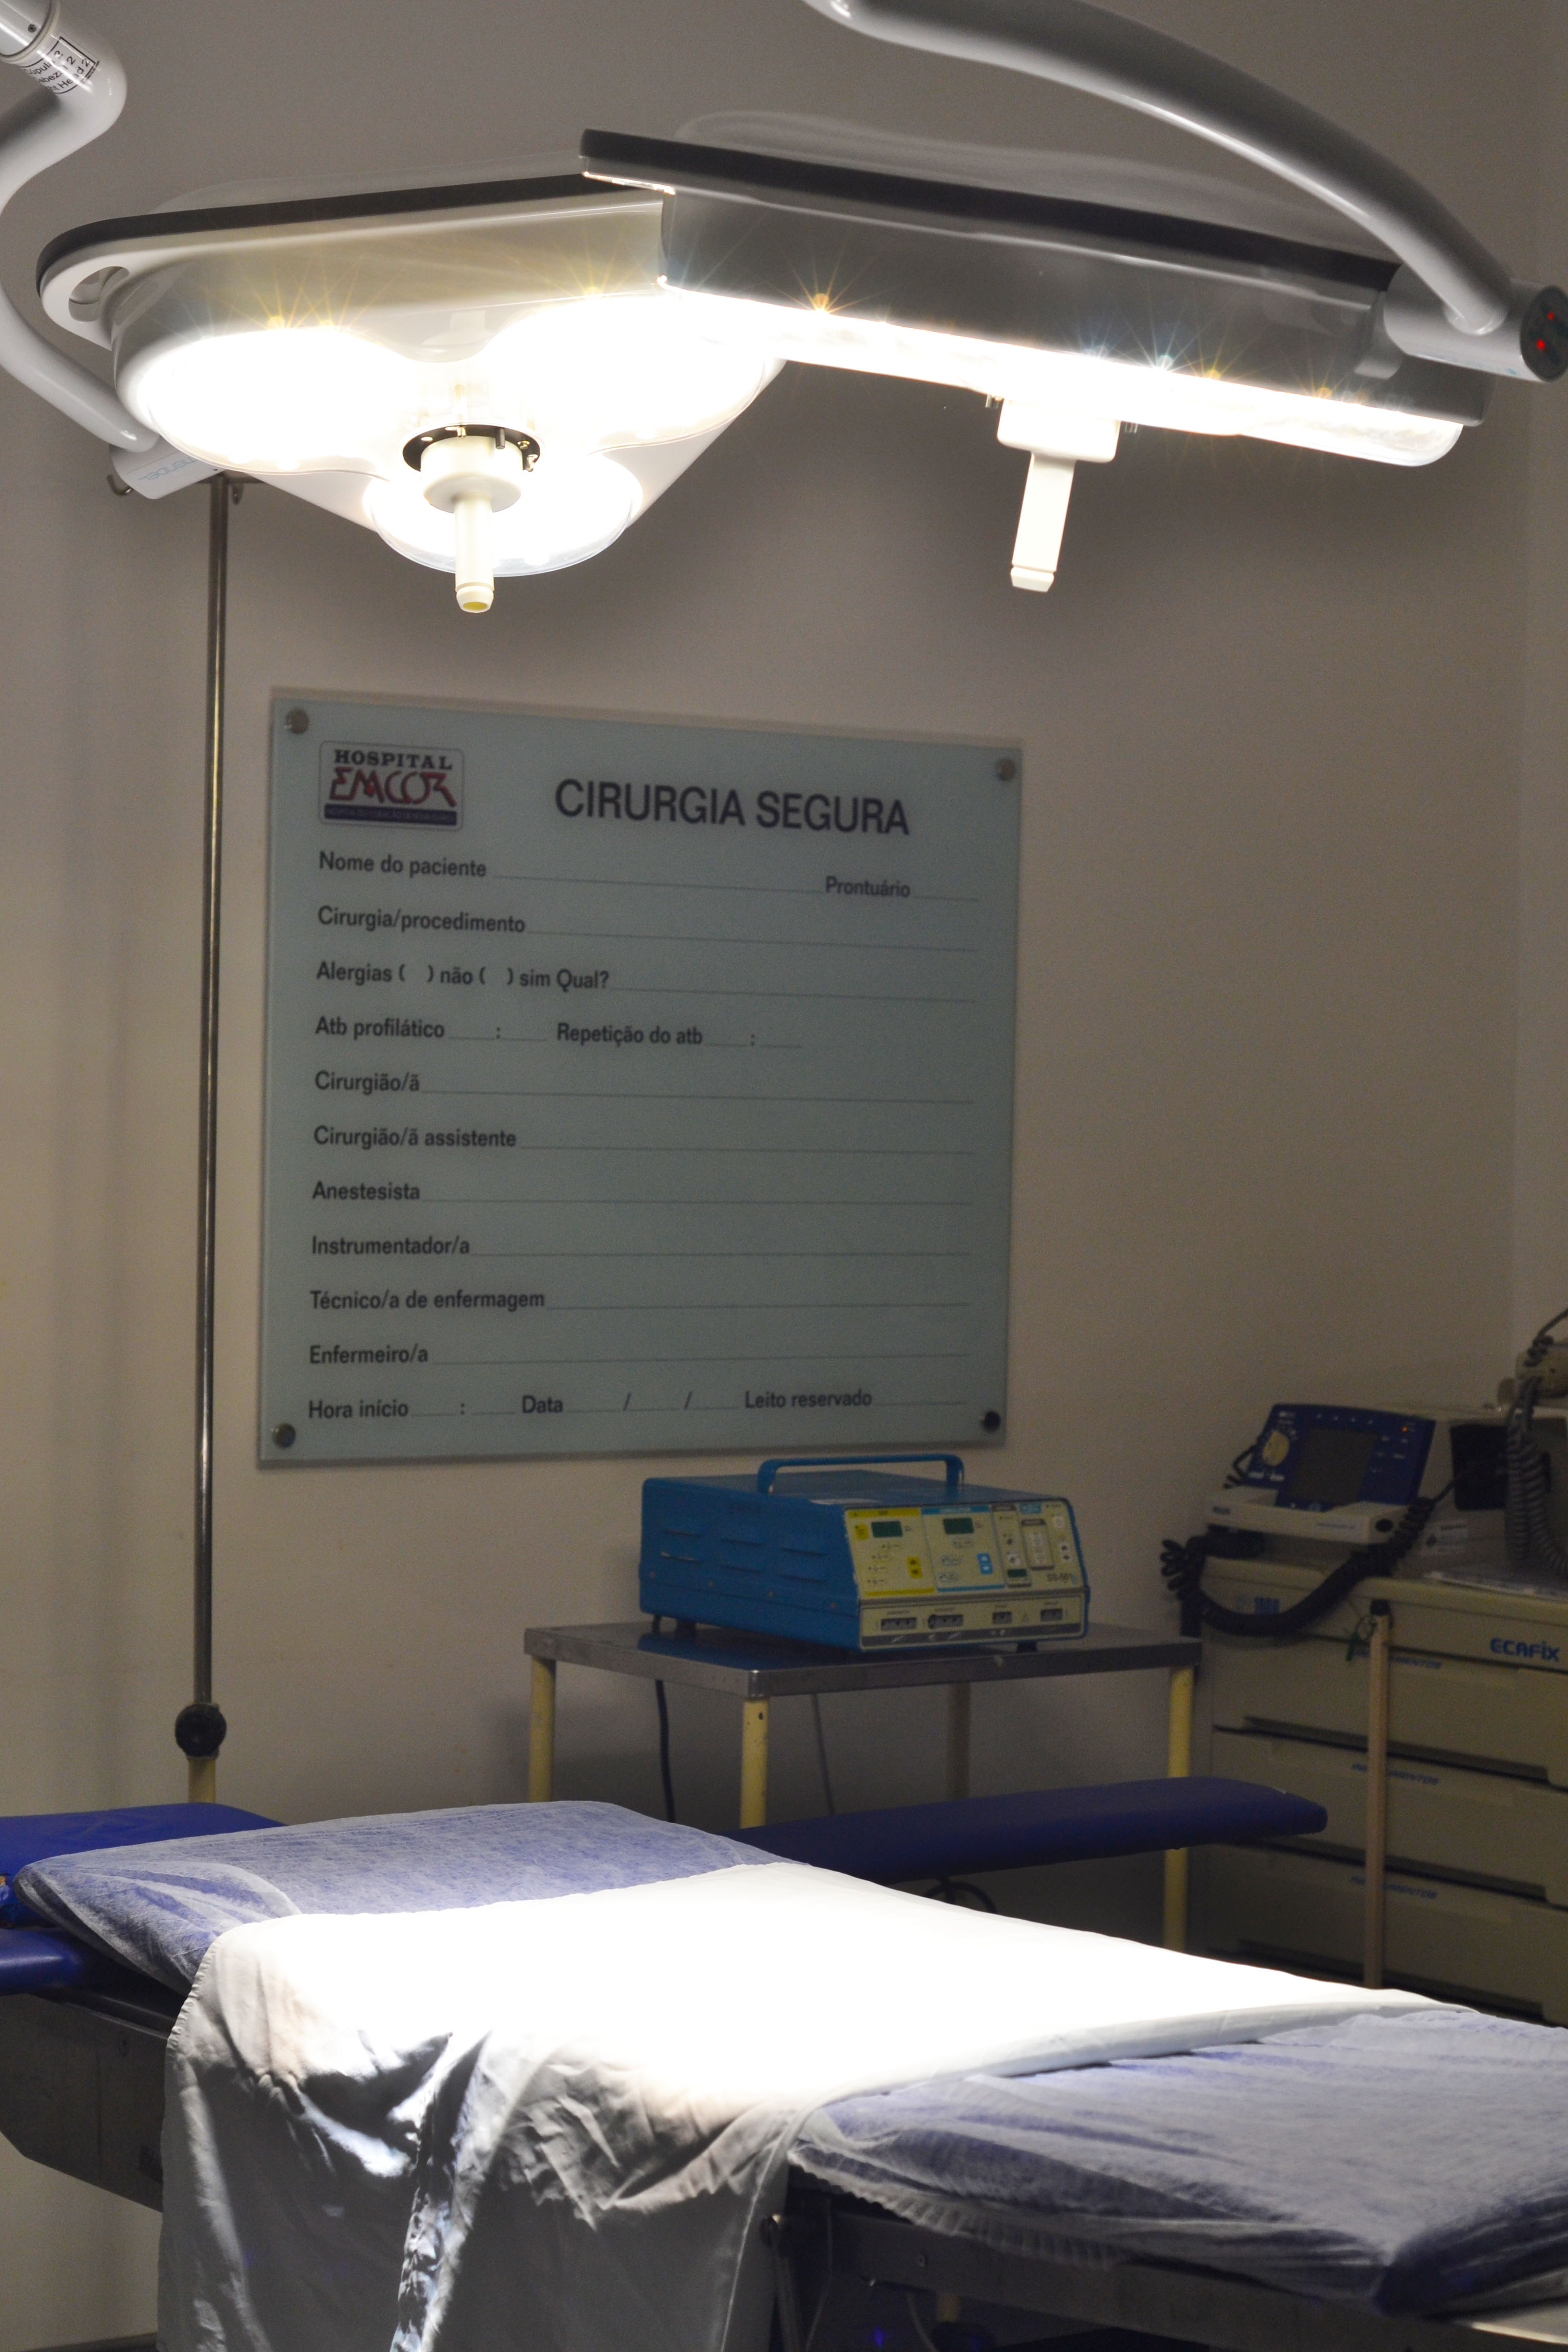 HOSPITAL
EMCOR
CIRURGIA SEGURA
Nome do paciente Prontuário
Cirurgia/procedimento
Alergias ( ) não ( ) sim Qual?
Atb profilático : Repetição do atb :
Cirurgião/ã
Cirurgião/ã assistente
Anestesista
Instrumentador/a
Técnico/a de enfermagem
Enfermeiro/a
Hora início : Data / / Leito reservado
ECAFIX